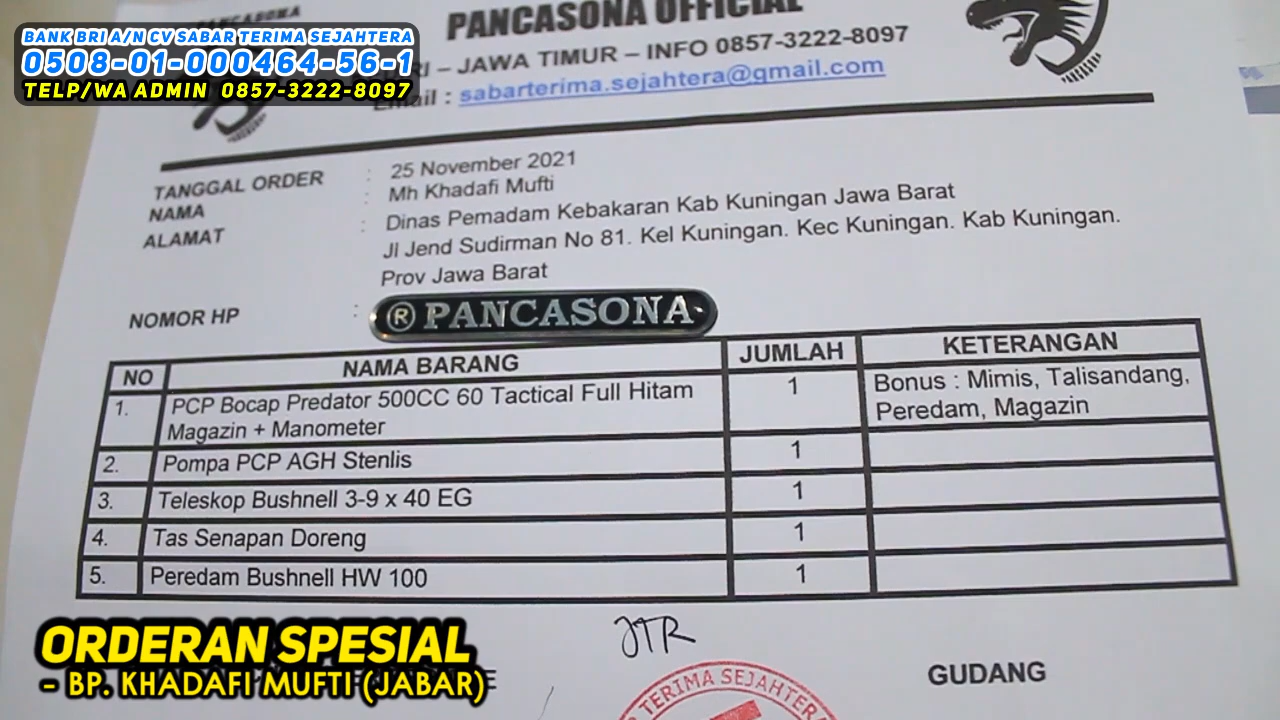 PANCASONA
PANCASONA OFFICIAL
BANK BRI A/N CV SABAR TERIMA SEJAHTERA
0508-01-000464-56-1
TELP/WA ADMIN 0857-3222-8097
– JAWA TIMUR – INFO 0857-3222-8097
: sabarterima.sejahtera@gmail.com
TANGGAL ORDER : 25 November 2021
NAMA : Mh Khadafi Mufti
ALAMAT : Dinas Pemadam Kebakaran Kab Kuningan Jawa Barat
Jl Jend Sudirman No 81. Kel Kuningan. Kec Kuningan. Kab Kuningan.
Prov Jawa Barat
NOMOR HP :
® PANCASONA
NO NAMA BARANG JUMLAH KETERANGAN
1. PCP Bocap Predator 500CC 60 Tactical Full Hitam 1 Bonus : Mimis, Talisandang,
Magazin + Manometer Peredam, Magazin
2. Pompa PCP AGH Stenlis 1
3. Teleskop Bushnell 3-9 x 40 EG 1
4. Tas Senapan Doreng 1
5. Peredam Bushnell HW 100 1
JTR
ORDERAN SPESIAL
- BP. KHADAFI MUFTI (JABAR)
GUDANG
TERIMA SEJAHTERA